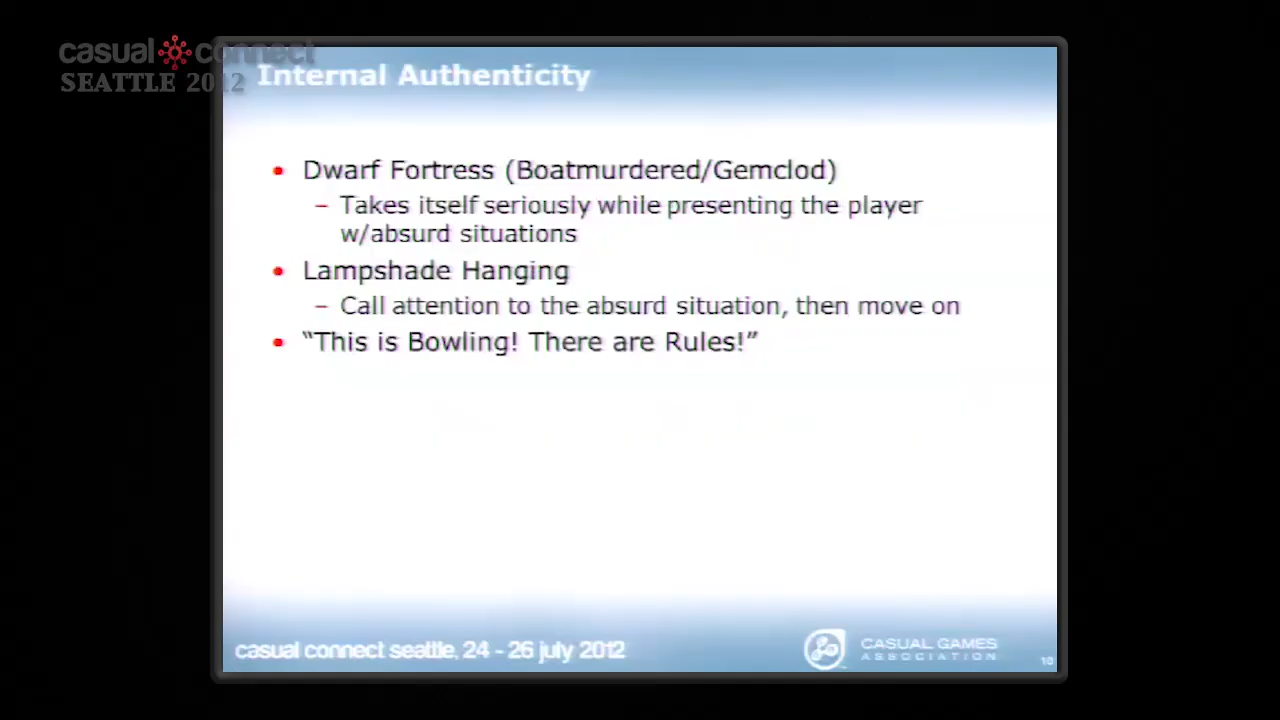 casual connect
SEATTLE 2012
Internal Authenticity
• Dwarf Fortress (Boatmurdered/Gemclod)
– Takes itself seriously while presenting the player
w/absurd situations
• Lampshade Hanging
– Call attention to the absurd situation, then move on
• “This is Bowling! There are Rules!”
casual connect seattle, 24 - 26 july 2012
CASUAL GAMES
ASSOCIATION
10